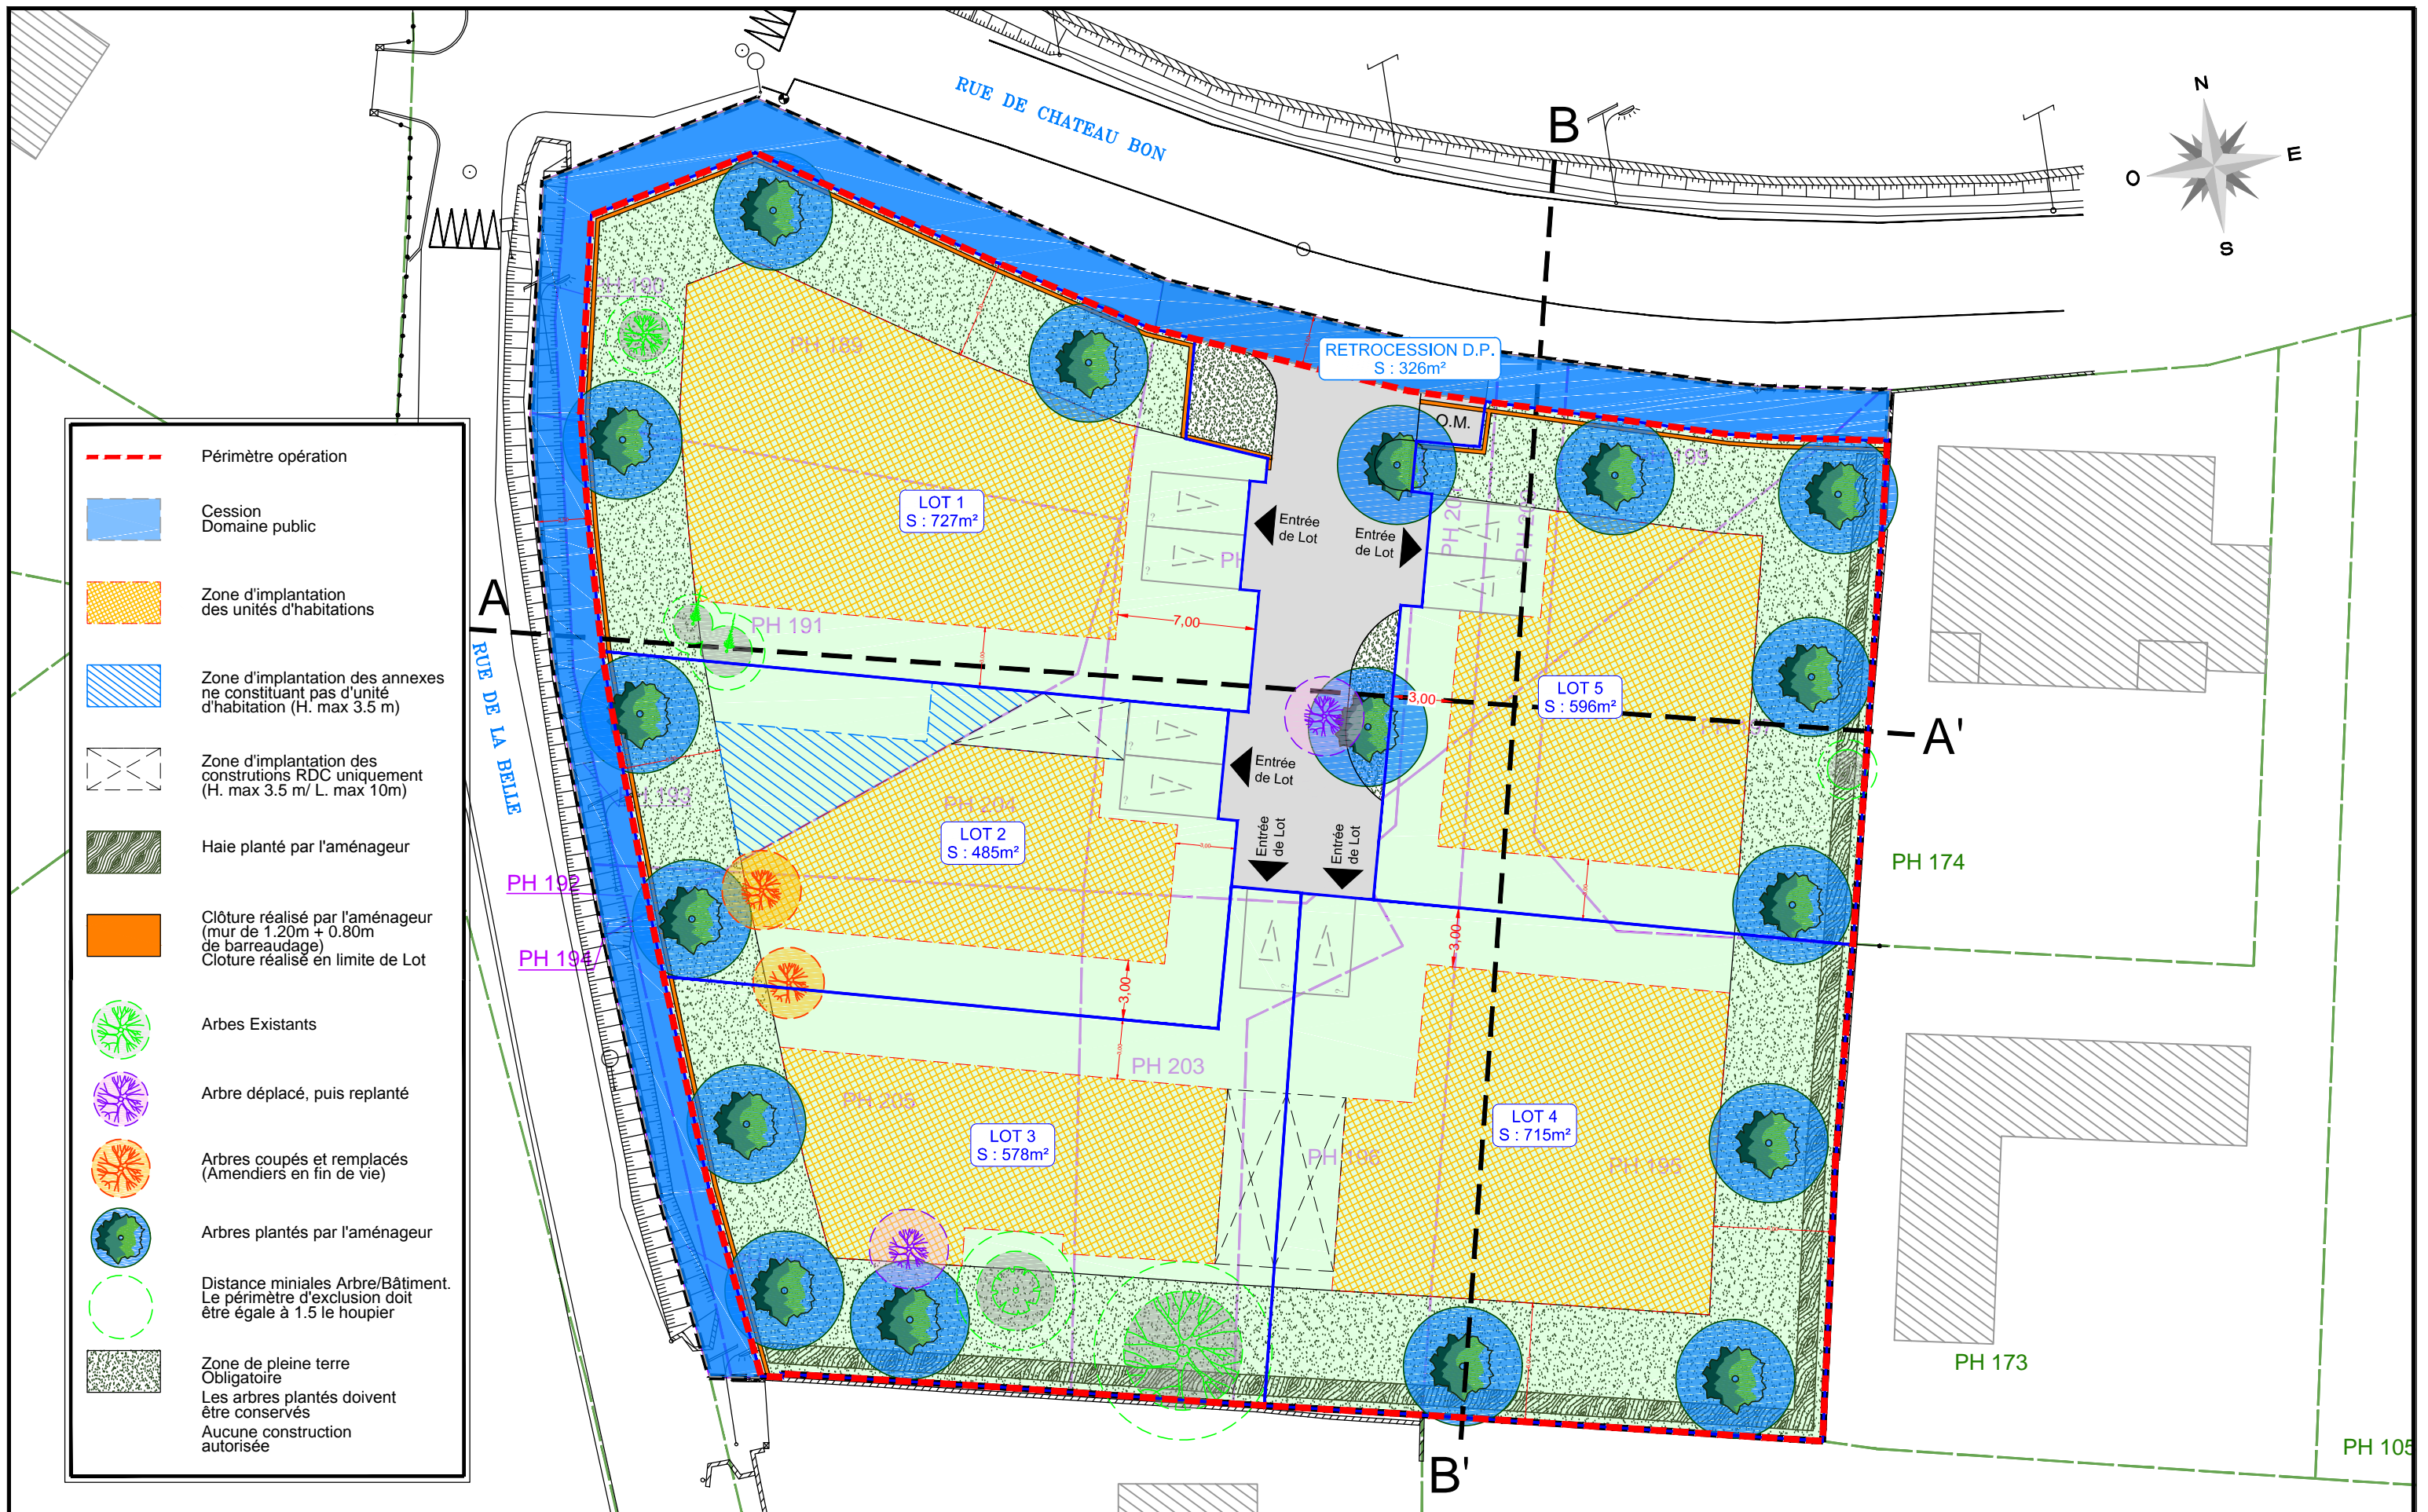 RUE DE CHATEAU BON
B
N
E
O
S
RETROCESSION D.P.
S : 326m²
O.M.
PH 190
PH 189
LOT 1
S : 727m²
Entrée
de Lot
Entrée
de Lot
A
PH 191
7,00
RUE DE LA BELLE
LOT 5
S : 596m²
3,00
A'
PH 193
PH 204
LOT 2
S : 485m²
Entrée
de Lot
Entrée
de Lot
Entrée
de Lot
PH 174
PH 192
PH 194
3,00
3,00
PH 203
PH 205
LOT 3
S : 578m²
LOT 4
S : 715m²
PH 196
PH 195
PH 173
PH 105
B'
Périmètre opération
Cession
Domaine public
Zone d'implantation
des unités d'habitations
Zone d'implantation des annexes
ne constituant pas d'unité
d'habitation (H. max 3.5 m)
Zone d'implantation des
construtions RDC uniquement
(H. max 3.5 m/ L. max 10m)
Haie planté par l'aménageur
Clôture réalisé par l'aménageur
(mur de 1.20m + 0.80m
de barreaudage)
Cloture réalisé en limite de Lot
Arbes Existants
Arbre déplacé, puis replanté
Arbres coupés et remplacés
(Amendiers en fin de vie)
Arbres plantés par l'aménageur
Distance miniales Arbre/Bâtiment.
Le périmètre d'exclusion doit
être égale à 1.5 le houpier
Zone de pleine terre
Obligatoire
Les arbres plantés doivent
être conservés
Aucune construction
autorisée